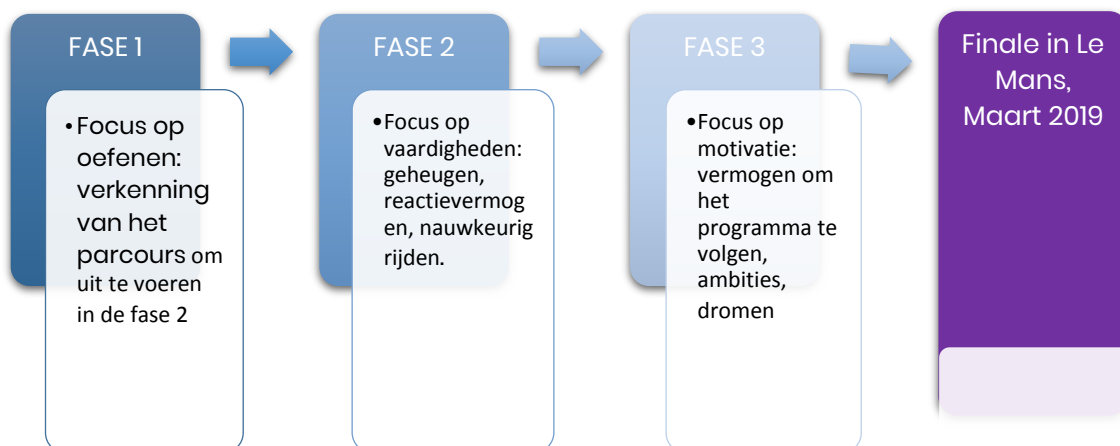 FASE 1
•Focus op
oefenen:
verkenning
van het
parcours om
uit te voeren
in de fase 2
FASE 2
•Focus op
vaardigheden:
geheugen,
reactievermog
en, nauwkeurig
rijden.
FASE 3
•Focus op
motivatie:
vermogen om
het
programma te
volgen,
ambities,
dromen
Finale in Le
Mans,
Maart 2019